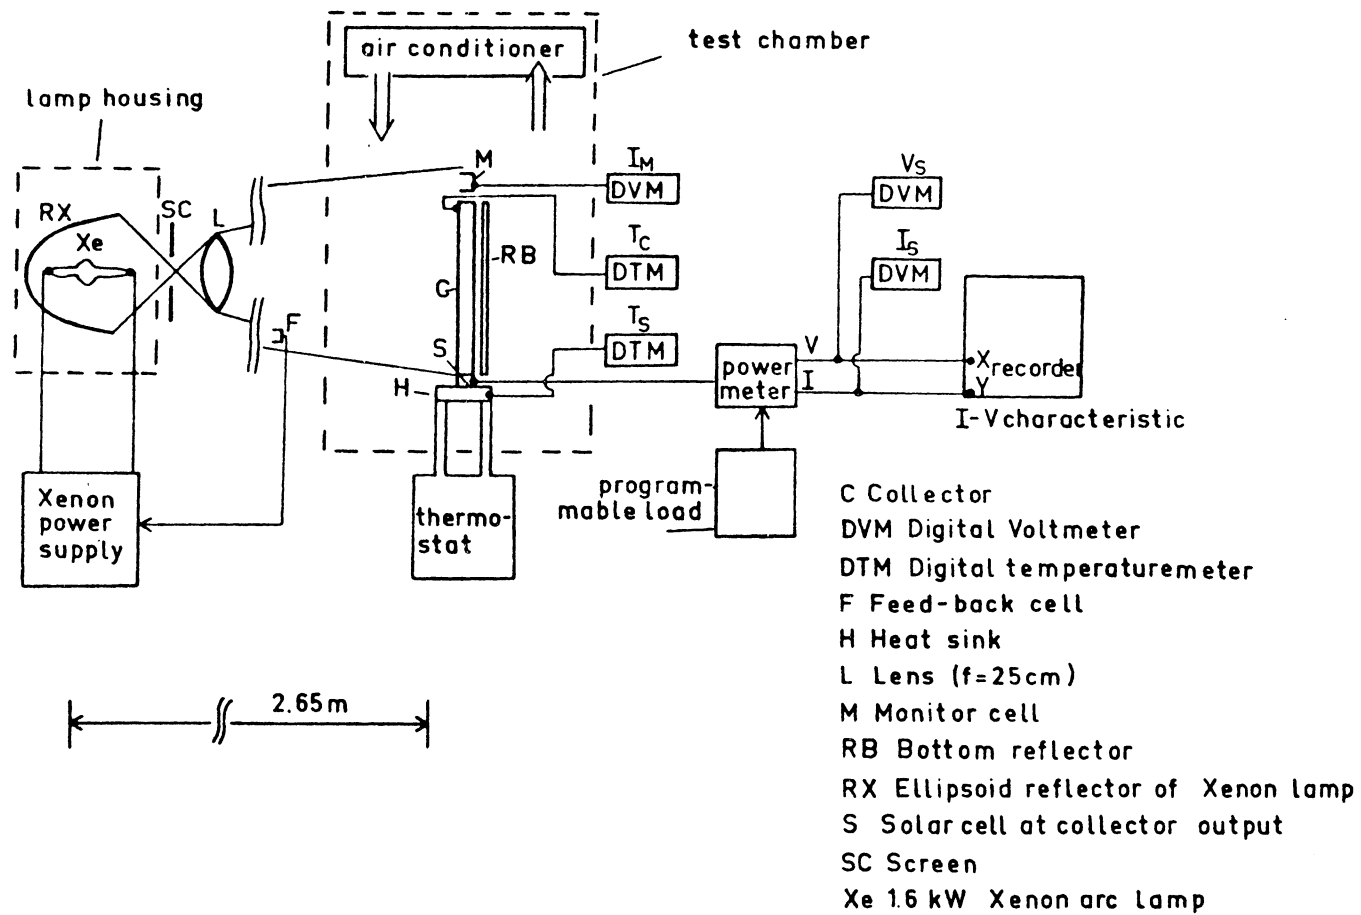 air conditioner
test chamber
lamp housing
M
I_M
DVM
V_S
DVM
RX
SC
L
Xe
RB
T_C
DTM
I_S
DVM
C
F
S
T_S
DTM
H
power
meter
V
I
X recorder
Y
I-V characteristic
Xenon
power
supply
thermo-
stat
program-
mable load
2.65m
C Collector
DVM Digital Voltmeter
DTM Digital temperaturemeter
F Feed-back cell
H Heat sink
L Lens (f=25cm)
M Monitor cell
RB Bottom reflector
RX Ellipsoid reflector of Xenon lamp
S Solar cell at collector output
SC Screen
Xe 1.6 kW Xenon arc lamp